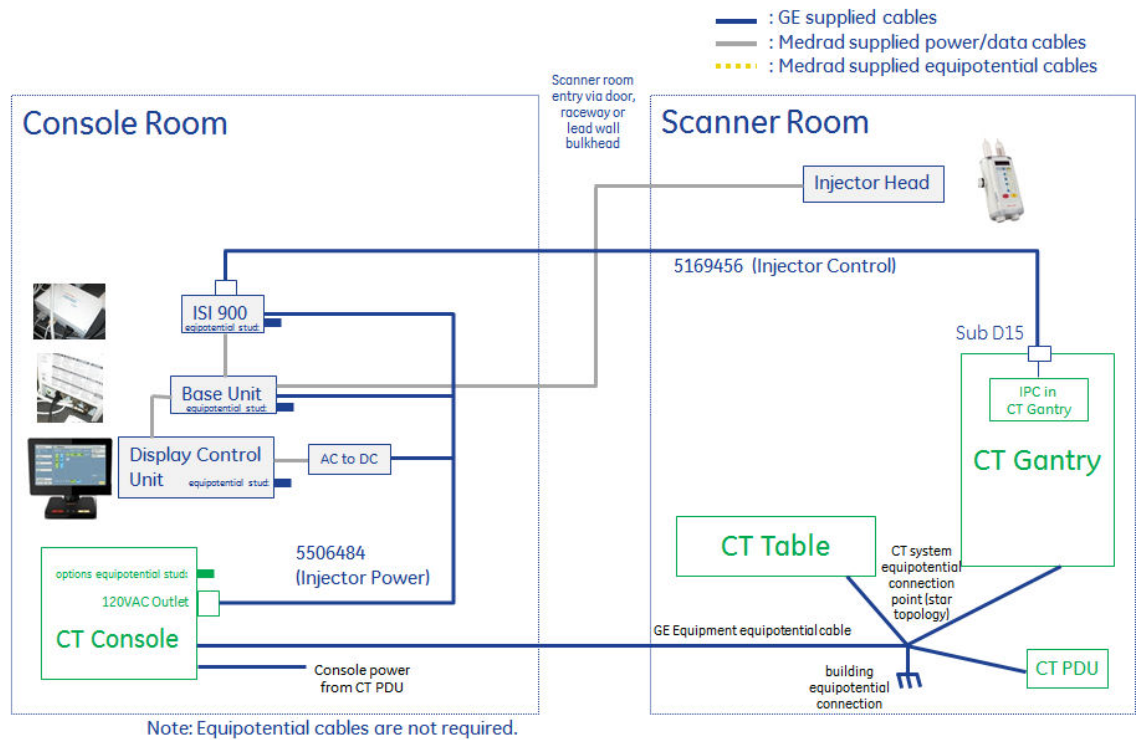 : GE supplied cables
: Medrad supplied power/data cables
: Medrad supplied equipotential cables
Scanner room
entry via door,
raceway or
lead wall
bulkhead
Console Room
Scanner Room
Injector Head
5169456 (Injector Control)
ISI 900
eqipotential stud:
Sub D15
Base Unit
equipotential stud:
IPC in
CT Gantry
CT Gantry
Display Control
Unit
equipotential stud:
AC to DC
CT Table
CT system
equipotential
connection
point (star
topology)
5506484
(Injector Power)
options equipotential stud:
120VAC Outlet
CT Console
GE Equipment equipotential cable
Console power
from CT PDU
building
equipotential
connection
CT PDU
Note: Equipotential cables are not required.